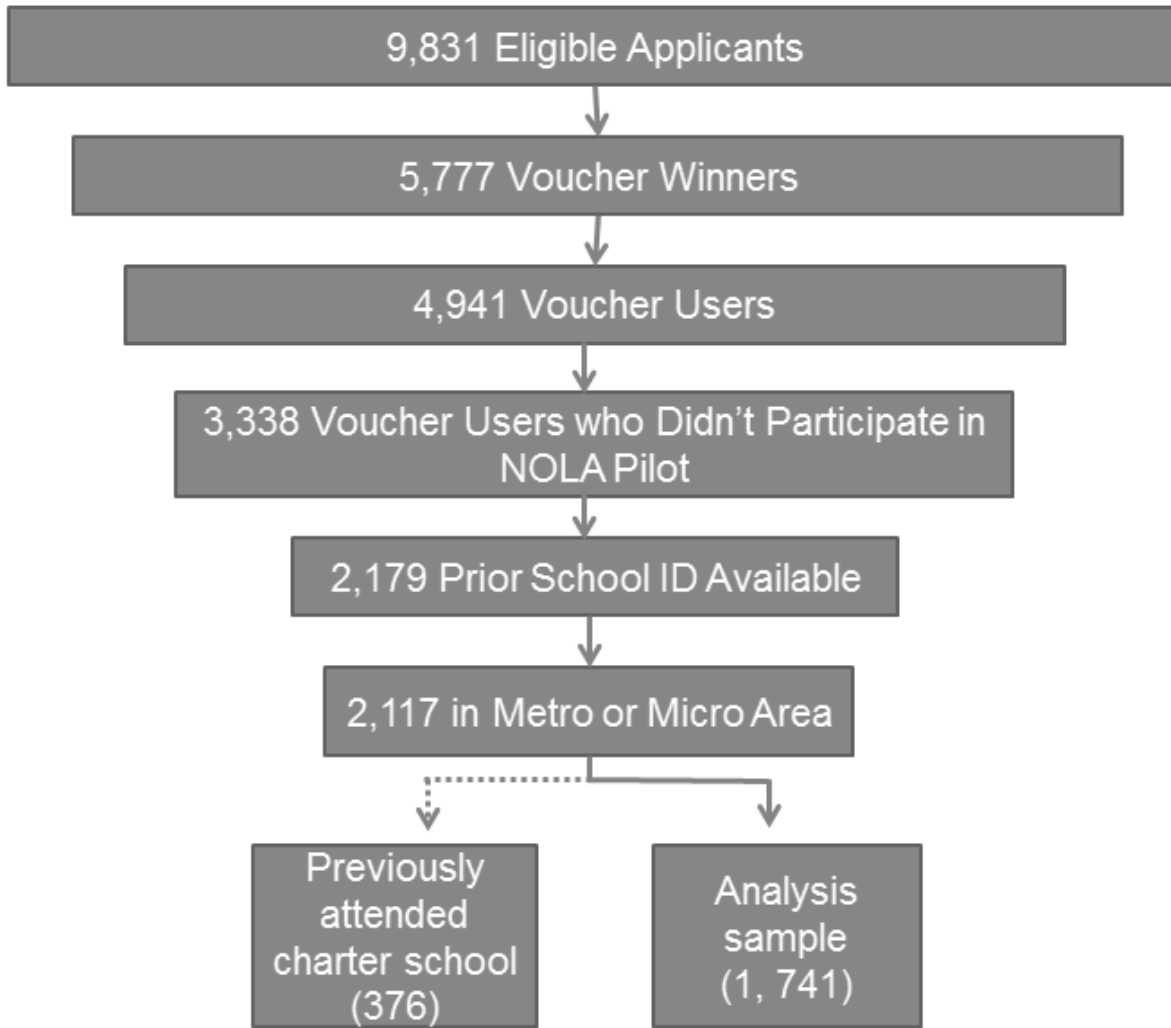 9,831 Eligible Applicants
5,777 Voucher Winners
4,941 Voucher Users
3,338 Voucher Users who Didn’t Participate in
NOLA Pilot
2,179 Prior School ID Available
2,117 in Metro or Micro Area
Previously
attended
charter school
(376)
Analysis
sample
(1, 741)